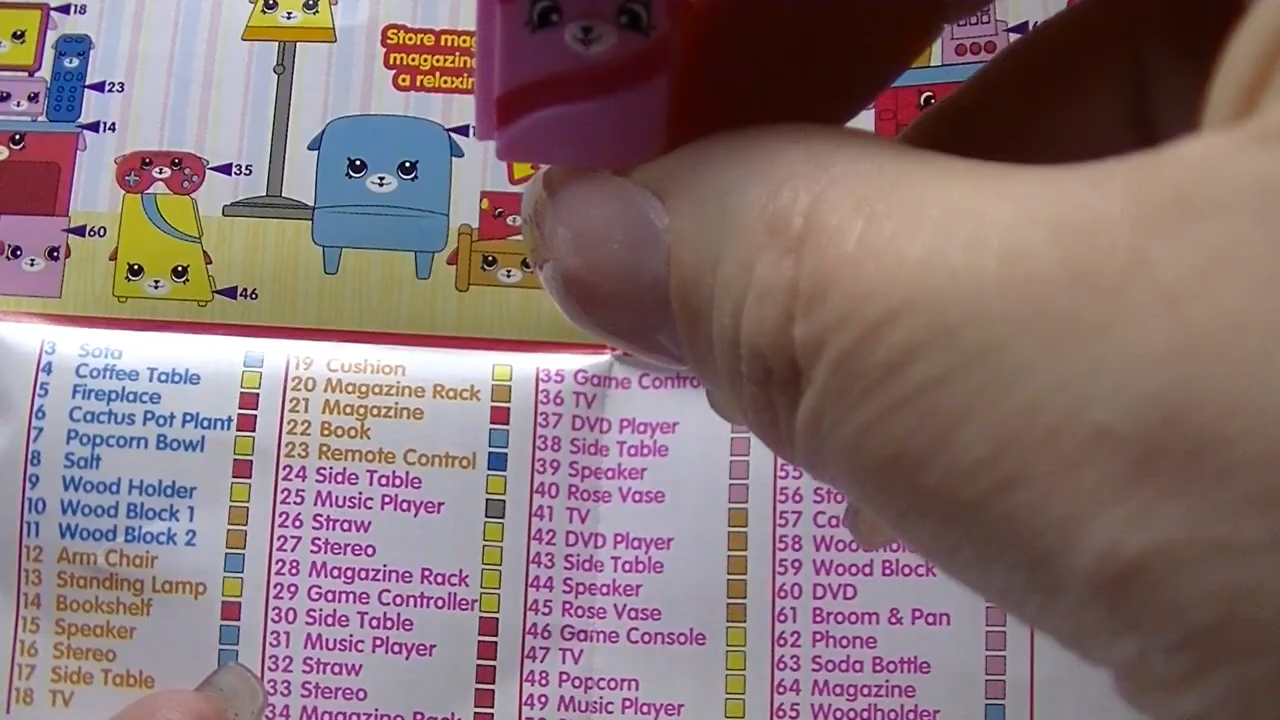 18
Store
magazin
a relaxin
23
14
35
60
46
3 Sofa
4 Coffee Table
5 Fireplace
6 Cactus Pot Plant
7 Popcorn Bowl
8 Salt
9 Wood Holder
10 Wood Block 1
11 Wood Block 2
12 Arm Chair
13 Standing Lamp
14 Bookshelf
15 Speaker
16 Stereo
17 Side Table
18 TV
19 Cushion
20 Magazine Rack
21 Magazine
22 Book
23 Remote Control
24 Side Table
25 Music Player
26 Straw
27 Stereo
28 Magazine Rack
29 Game Controller
30 Side Table
31 Music Player
32 Straw
33 Stereo
34 Magazine Rack
35 Game Contro
36 TV
37 DVD Player
38 Side Table
39 Speaker
40 Rose Vase
41 TV
42 DVD Player
43 Side Table
44 Speaker
45 Rose Vase
46 Game Console
47 TV
48 Popcorn
49 Music Player
55
56 Sto
57 Ca
58
59 Wood Block
60 DVD
61 Broom & Pan
62 Phone
63 Soda Bottle
64 Magazine
65 Woodholder